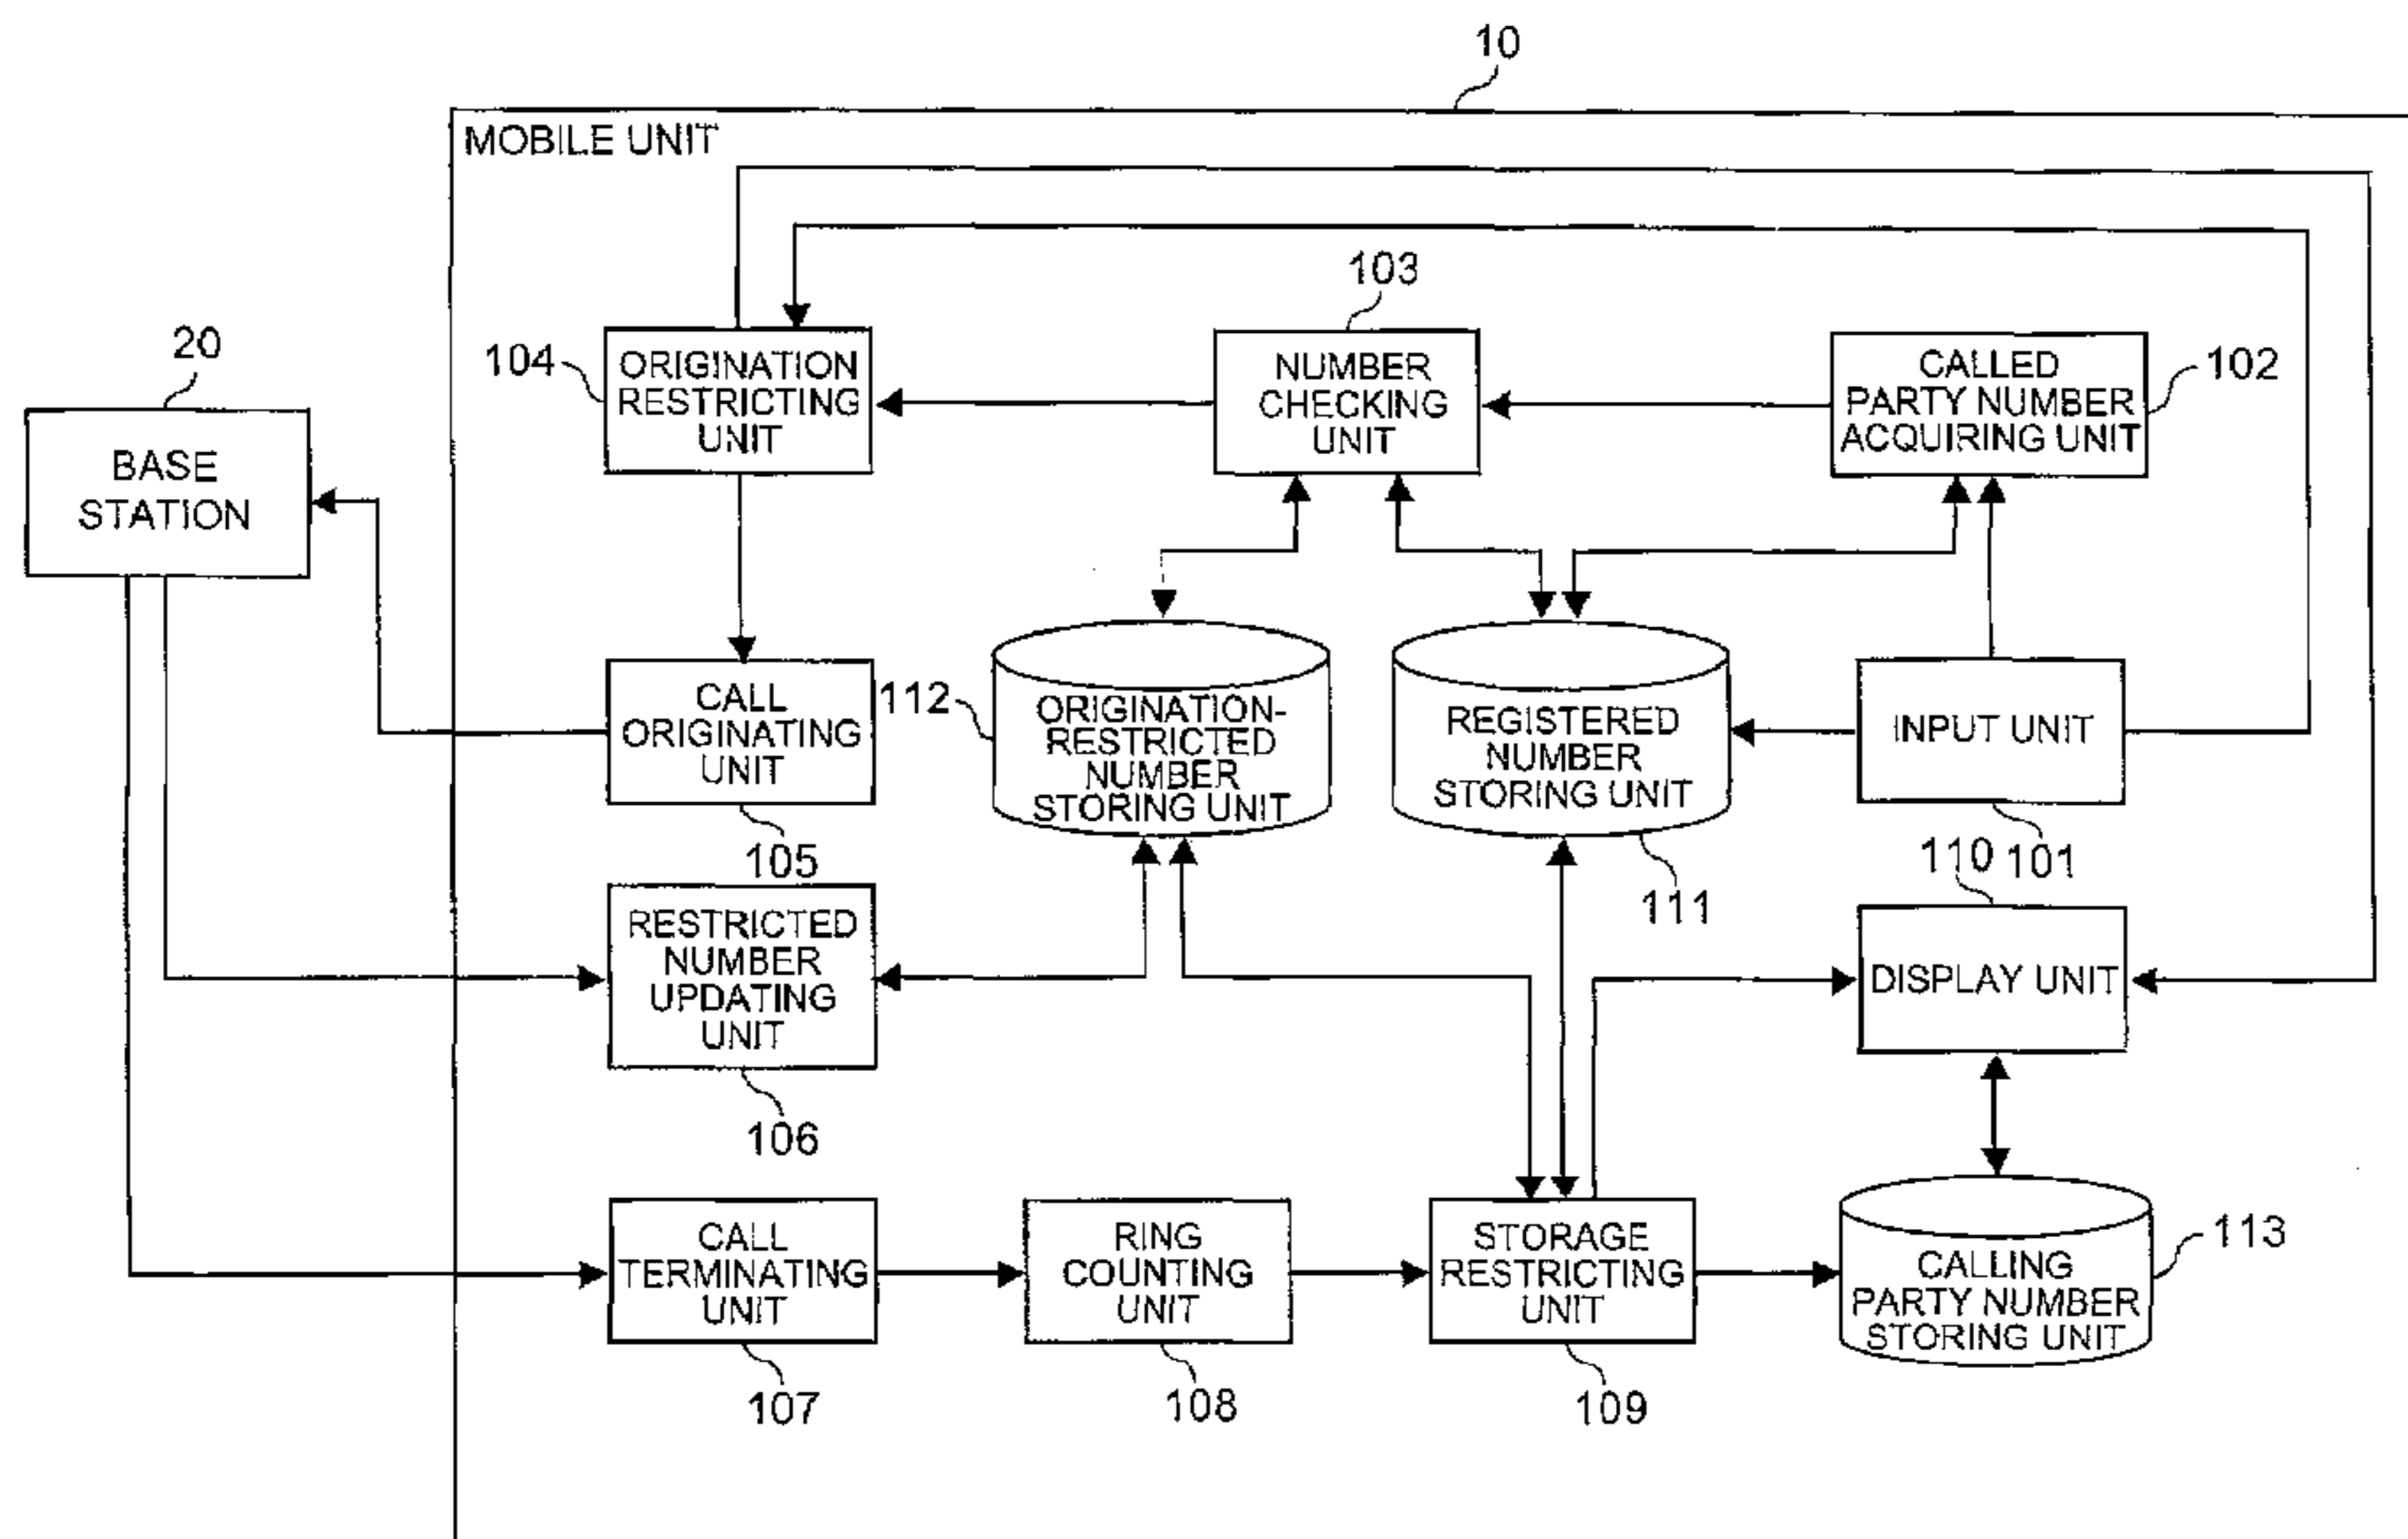 10
MOBILE UNIT
103
20
104
ORIGINATION
RESTRICTING
UNIT
NUMBER
CHECKING
UNIT
CALLED
PARTY NUMBER
ACQUIRING UNIT
102
BASE
STATION
CALL
ORIGINATING
UNIT
112
ORIGINATION-
RESTRICTED
NUMBER
STORING UNIT
REGISTERED
NUMBER
STORING UNIT
INPUT UNIT
105
110 101
111
RESTRICTED
NUMBER
UPDATING
UNIT
DISPLAY UNIT
106
CALL
TERMINATING
UNIT
RING
COUNTING
UNIT
STORAGE
RESTRICTING
UNIT
CALLING
PARTY NUMBER
STORING UNIT
113
107
108
109